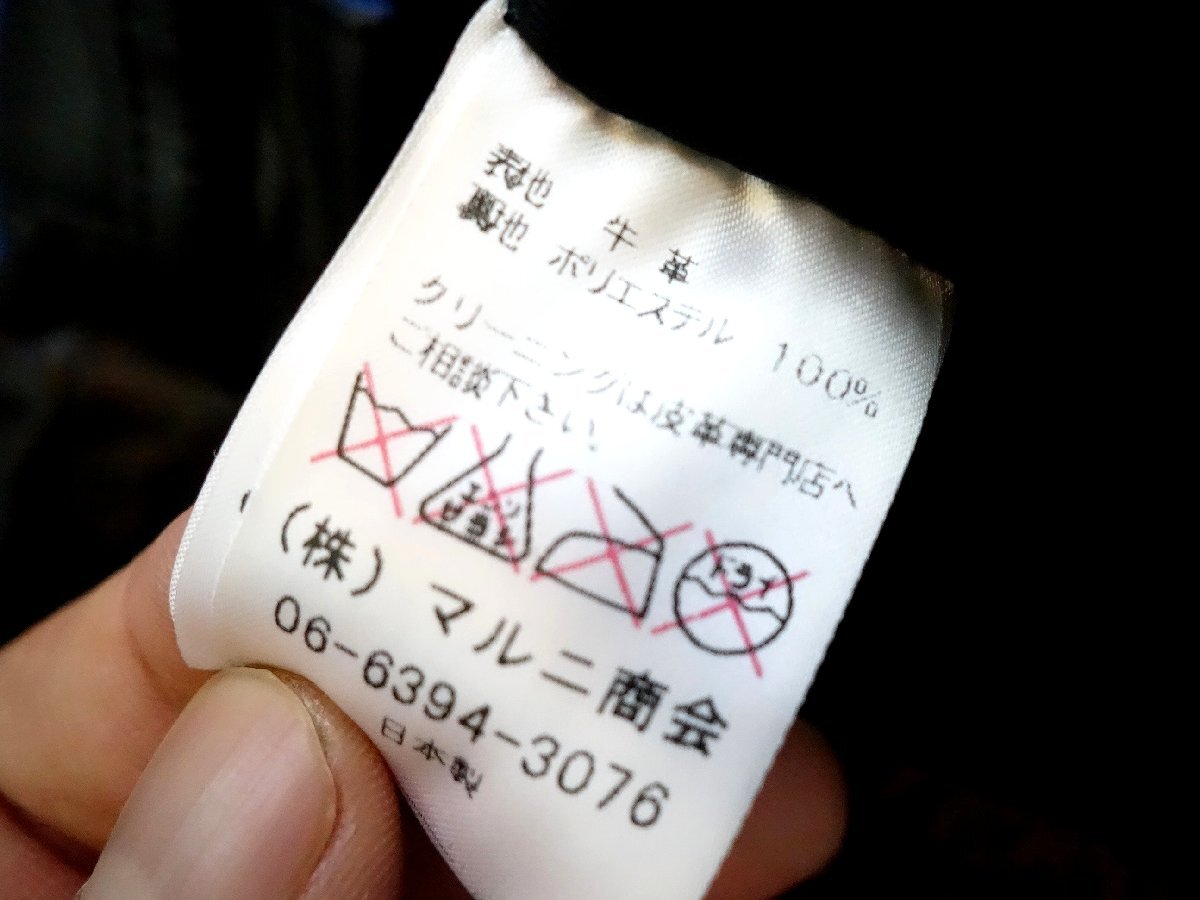 表地 牛革
裏地 ポリエステル 100%
クリーニングは皮革専門店へ
ご相談下さい。
エンソ
サラシ
ドライ
(株) マルニ商会
06-6394-3076
日本製